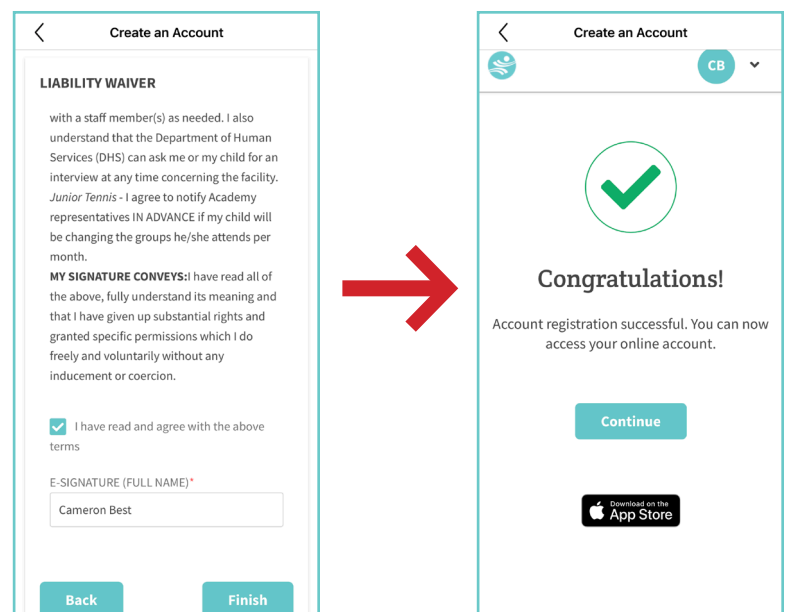 Create an Account
LIABILITY WAIVER
with a staff member(s) as needed. I also
understand that the Department of Human
Services (DHS) can ask me or my child for an
interview at any time concerning the facility.
Junior Tennis - I agree to notify Academy
representatives IN ADVANCE if my child will
be changing the groups he/she attends per
month.
MY SIGNATURE CONVEYS:I have read all of
the above, fully understand its meaning and
that I have given up substantial rights and
granted specific permissions which I do
freely and voluntarily without any
inducement or coercion.
I have read and agree with the above
terms
E-SIGNATURE (FULL NAME)*
Cameron Best
Back
Finish
Create an Account
CB
Congratulations!
Account registration successful. You can now
access your online account.
Continue
Download on the
App Store